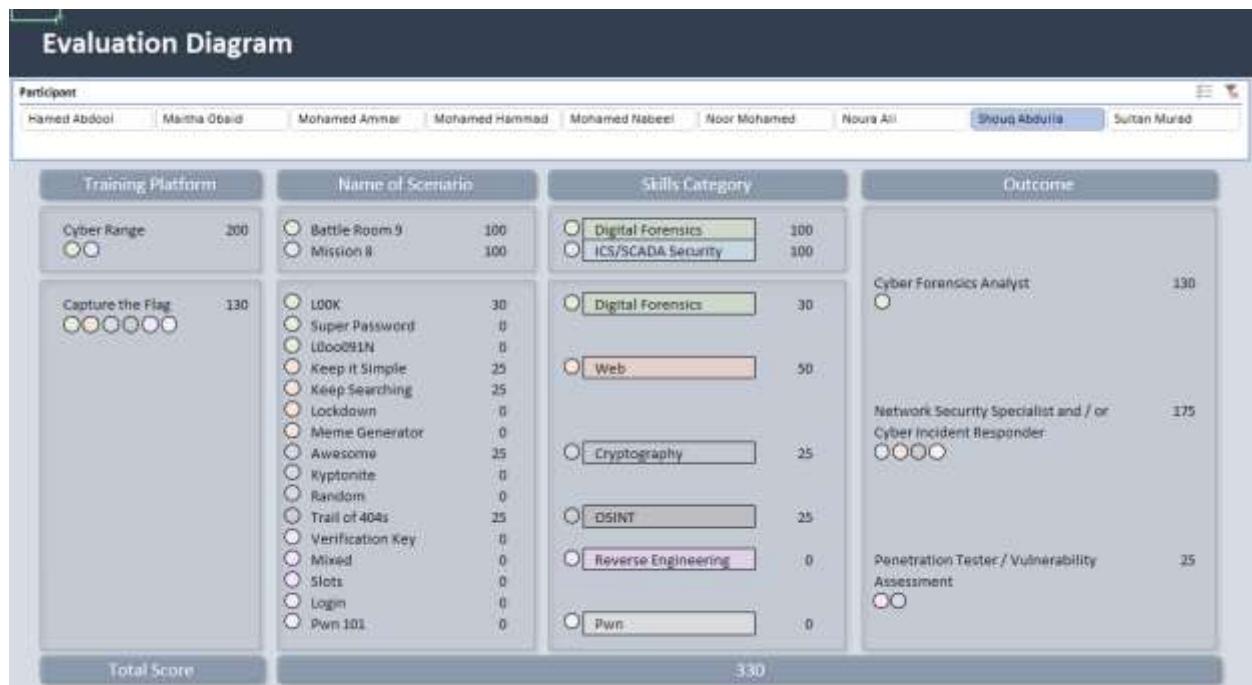 Evaluation Diagram
Participant
Hamed Abdool Maitha Obaid Mohamed Ammar Mohamed Hammad Mohamed Nabeel Noor Mohamed Noura Ali Shouq Abdulla Sultan Murad
Training Platform Name of Scenario Skills Category Outcome
Cyber Range 200
Battle Room 9 100
Mission 8 100
Digital Forensics 100
ICS/SCADA Security 100
Capture the Flag 130
L00K 30
Super Password 0
L0oo091N 0
Keep it Simple 25
Keep Searching 25
Lockdown 0
Meme Generator 0
Awesome 25
Kyptonite 0
Random 0
Trail of 404s 25
Verification Key 0
Mixed 0
Slots 0
Login 0
Pwn 101 0
Digital Forensics 30
Web 50
Cryptography 25
OSINT 25
Reverse Engineering 0
Pwn 0
Cyber Forensics Analyst 130
Network Security Specialist and / or 175
Cyber Incident Responder
Penetration Tester / Vulnerability 25
Assessment
Total Score 330